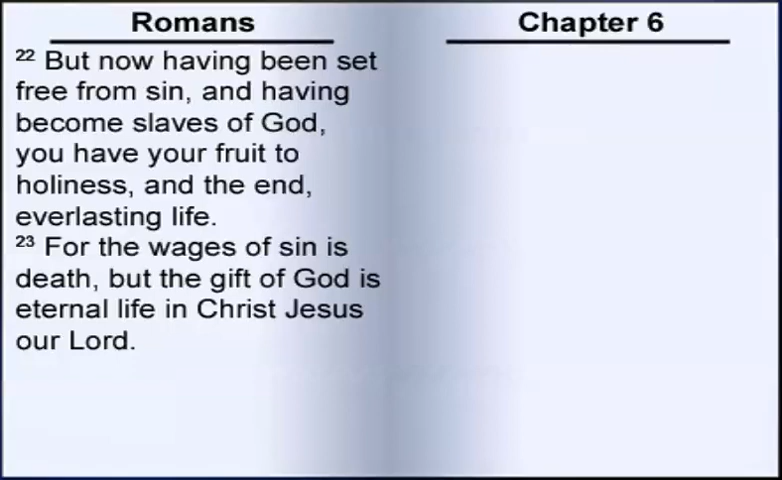 Romans
Chapter 6
²² But now having been set
free from sin, and having
become slaves of God,
you have your fruit to
holiness, and the end,
everlasting life.
²³ For the wages of sin is
death, but the gift of God is
eternal life in Christ Jesus
our Lord.